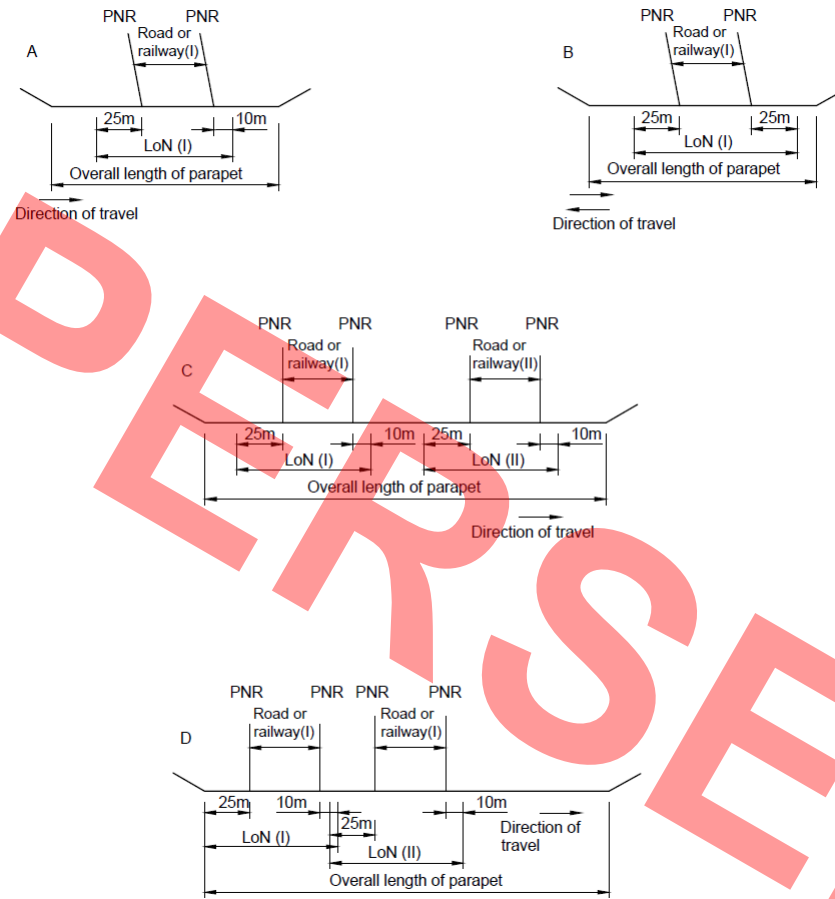 PNR PNR
A
Road or
railway(I)
25m 10m
LoN (I)
Overall length of parapet
Direction of travel
PNR PNR
B
Road or
railway(I)
25m 25m
LoN (I)
Overall length of parapet
Direction of travel
PNR PNR PNR PNR
C
Road or Road or
railway(I) railway(II)
25m 10m 25m 10m
LoN (I) LoN (II)
Overall length of parapet
Direction of travel
PNR PNR PNR PNR
D
Road or Road or
railway(I) railway(I)
25m 10m 10m
25m
Direction of
travel
LoN (I)
LoN (II)
Overall length of parapet
PERSE